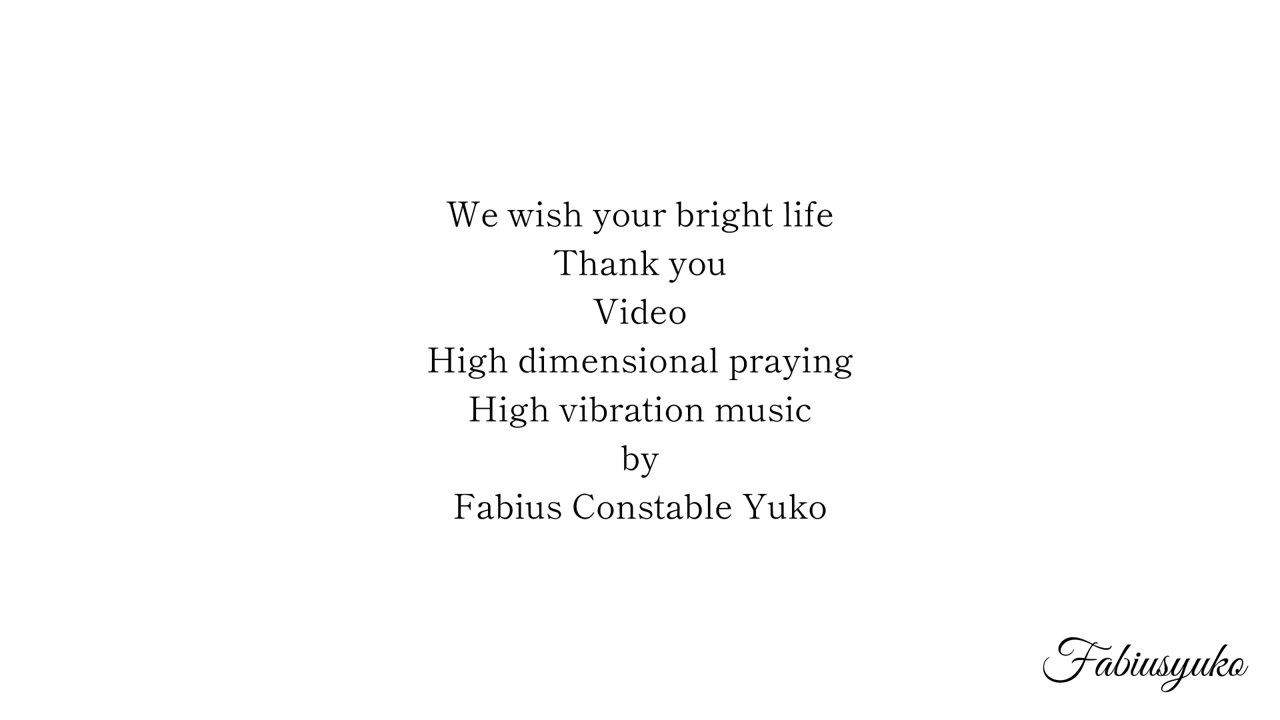 We wish your bright life
Thank you
Video
High dimensional praying
High vibration music
by
Fabius Constable Yuko
Fabiusyuko